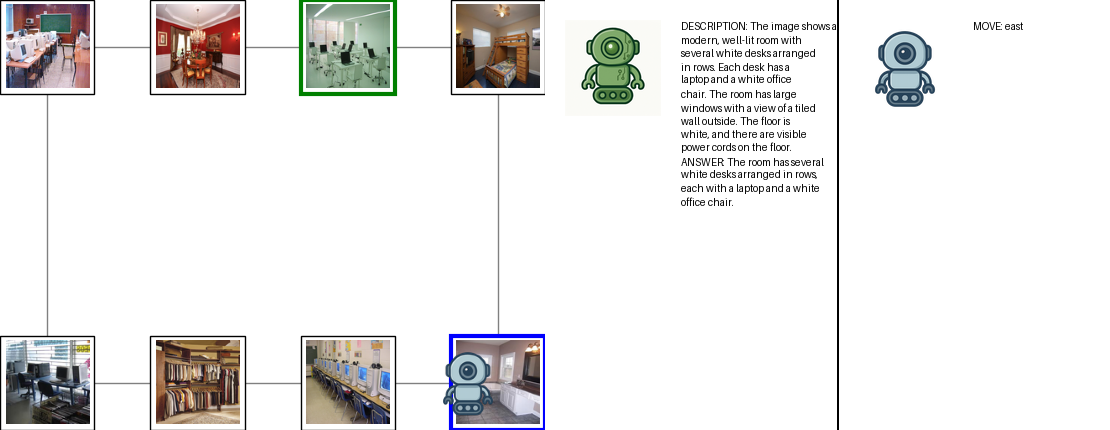 DESCRIPTION: The image shows a
modern, well-lit room with
several white desks arranged
in rows. Each desk has a
laptop and a white office
chair. The room has large
windows with a view of a tiled
wall outside. The floor is
white, and there are visible
power cords on the floor.
ANSWER: The room has several
white desks arranged in rows,
each with a laptop and a white
office chair.
MOVE: east